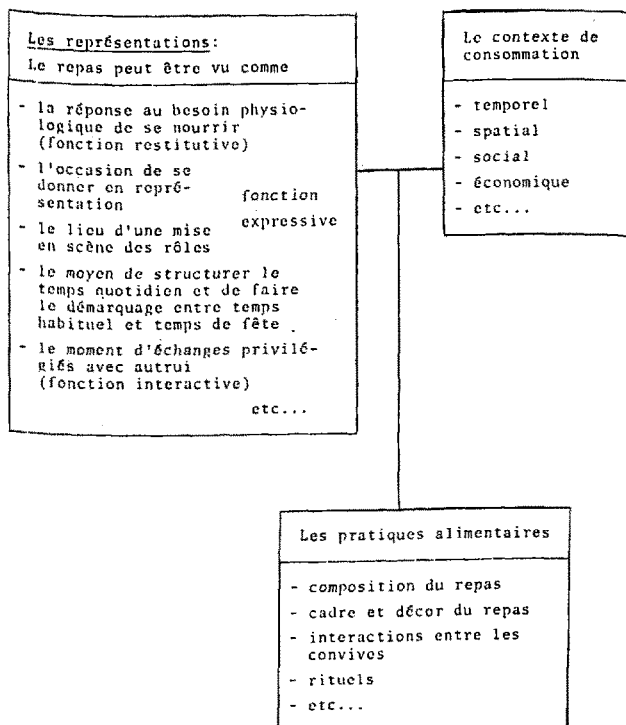 Les représentations:
Le repas peut être vu comme
- la réponse au besoin physio-
logique de se nourrir
(fonction restitutive)
- l'occasion de se
donner en repré-
sentation
fonction
expressive
- le lieu d'une mise
en scène des rôles
- le moyen de structurer le
temps quotidien et de faire
le démarquage entre temps
habituel et temps de fête
- le moment d'échanges privilé-
giés avec autrui
(fonction interactive)
etc...
Le contexte de
consommation
- temporel
- spatial
- social
- économique
- etc...
Les pratiques alimentaires
- composition du repas
- cadre et décor du repas
- interactions entre les
convives
- rituels
- etc...